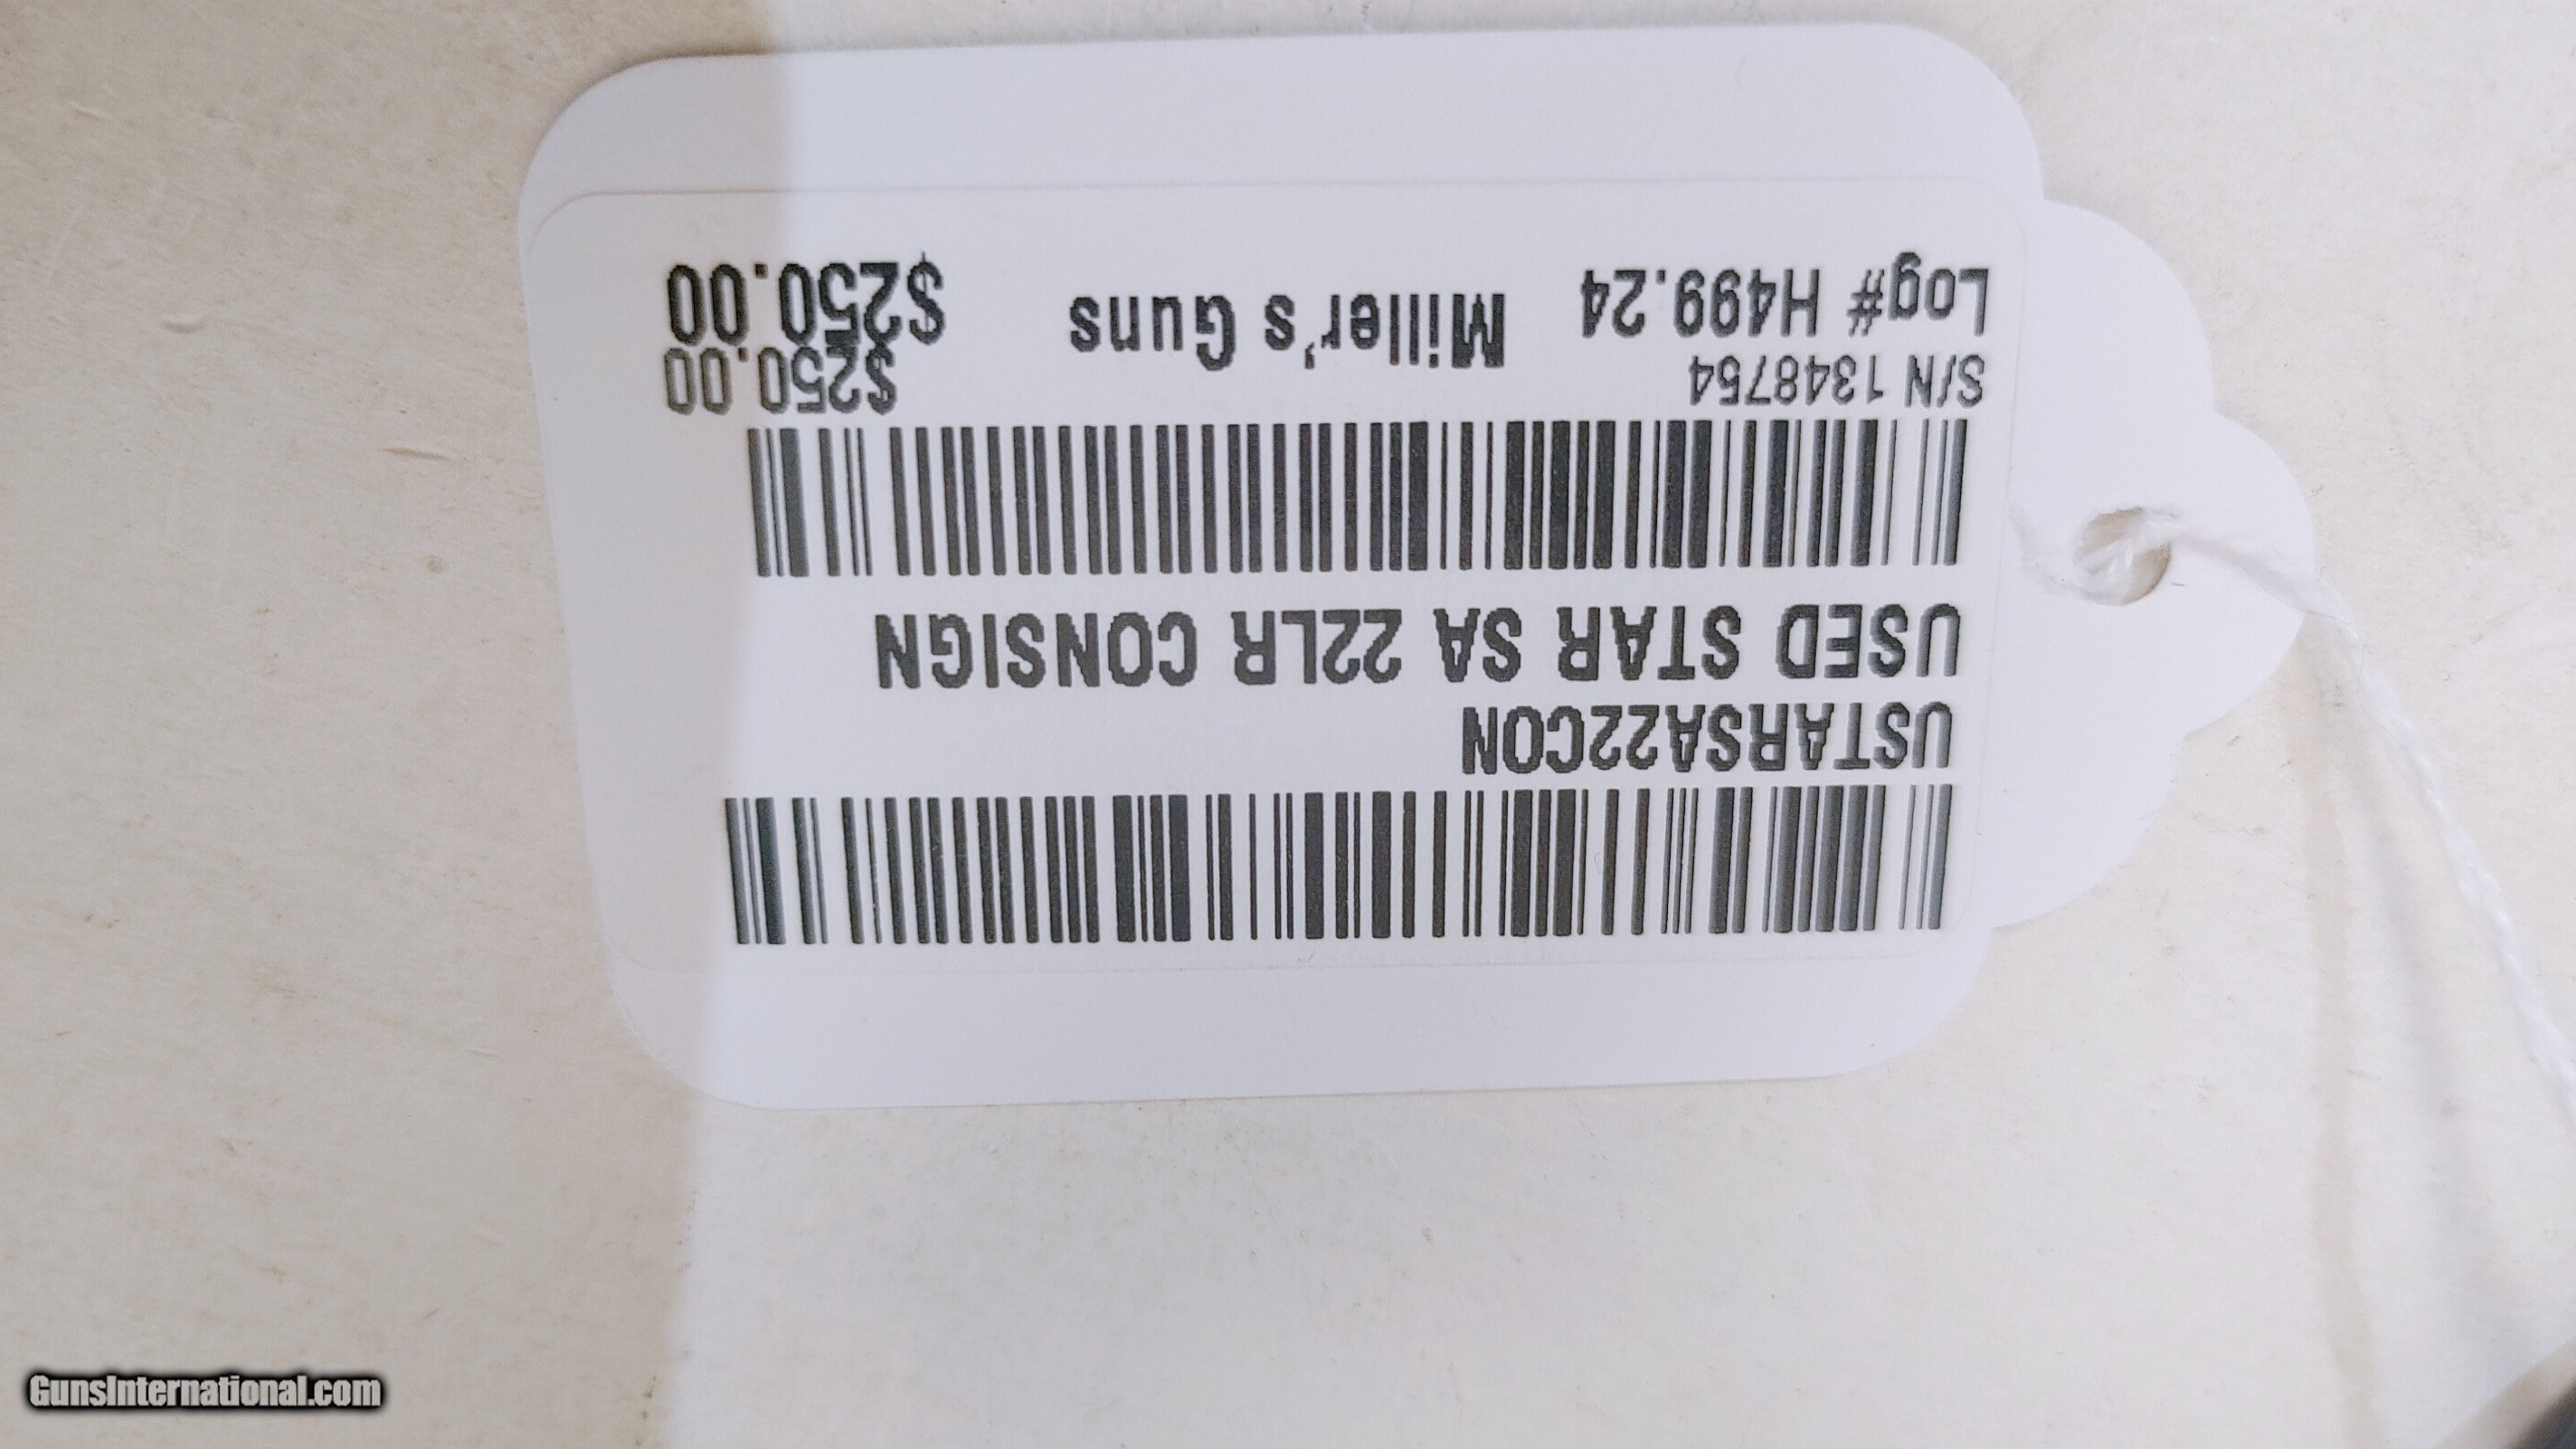 USTARSA22CON
USED STAR SA 22LR CONSIGN
S/N 1348754 $250.00
Log# H499.24 Miller's Guns $250.00
GunsInternational.com